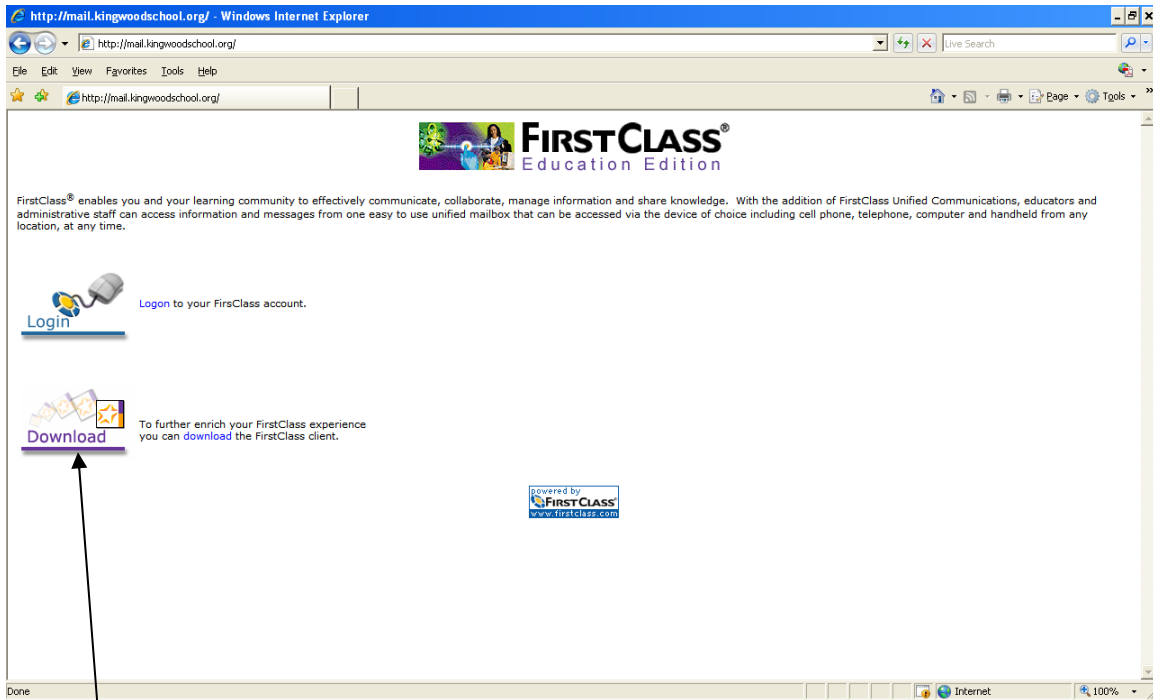 http://mail.kingwoodschool.org/ - Windows Internet Explorer
http://mail.kingwoodschool.org/
Live Search
File Edit View Favorites Tools Help
http://mail.kingwoodschool.org/
Page Tools »
FIRSTCLASS®
Education Edition
FirstClass® enables you and your learning community to effectively communicate, collaborate, manage information and share knowledge. With the addition of FirstClass Unified Communications, educators and
administrative staff can access information and messages from one easy to use unified mailbox that can be accessed via the device of choice including cell phone, telephone, computer and handheld from any
location, at any time.
Login
Logon to your FirsClass account.
Download
To further enrich your FirstClass experience
you can download the FirstClass client.
powered by
FIRSTCLASS®
www.firstclass.com
Done
Internet
100%